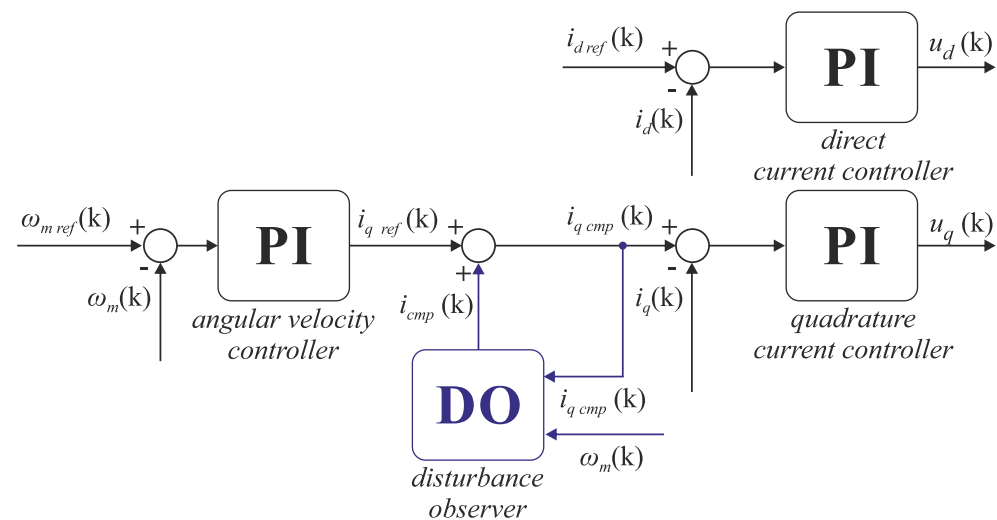 i_d ref (k)
+
-
i_d(k)
PI
u_d (k)
direct
current controller
ω_m ref (k)
+
-
ω_m(k)
PI
angular velocity
controller
i_q ref (k)
+
+
i_cmp (k)
DO
disturbance
observer
i_q cmp (k)
i_q cmp (k)
ω_m(k)
+
-
i_q(k)
PI
u_q (k)
quadrature
current controller